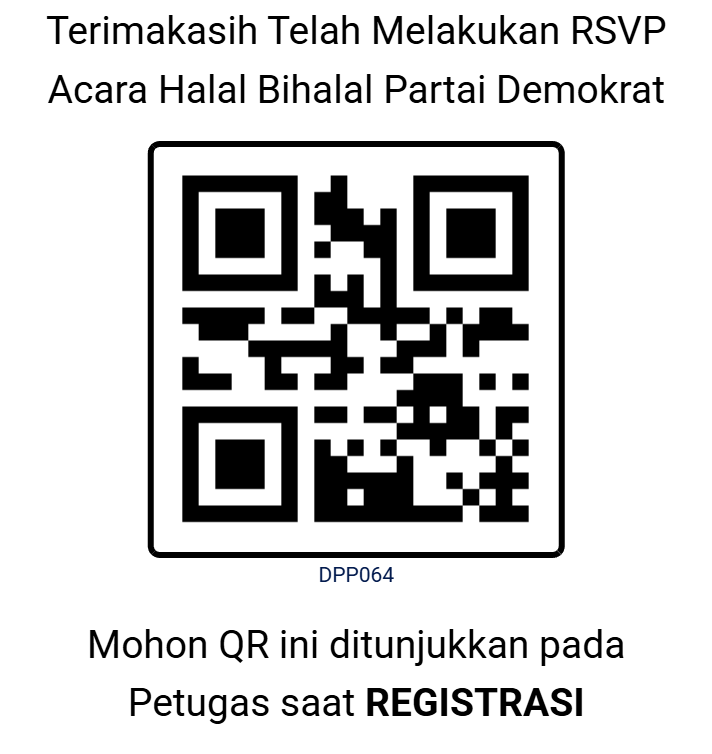 Terimakasih Telah Melakukan RSVP
Acara Halal Bihalal Partai Demokrat
DPP064
Mohon QR ini ditunjukkan pada
Petugas saat REGISTRASI